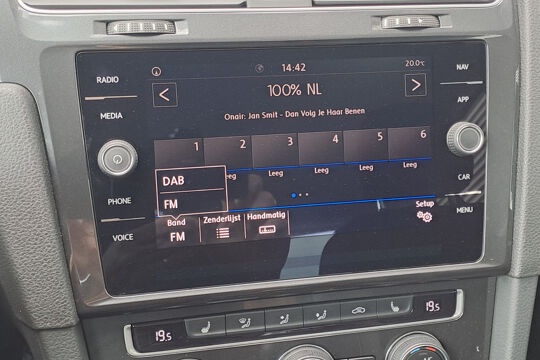 RADIO
MEDIA
PHONE
VOICE
14:42
20.0°C
< 100% NL >
Onair: Jan Smit - Dan Volg Je Haar Benen
1 2 3 4 5 6
Leeg Leeg Leeg Leeg Leeg
DAB
FM
Band Zenderlijst Handmatig Setup
FM
NAV
APP
CAR
MENU
19.5 19.5
A/C